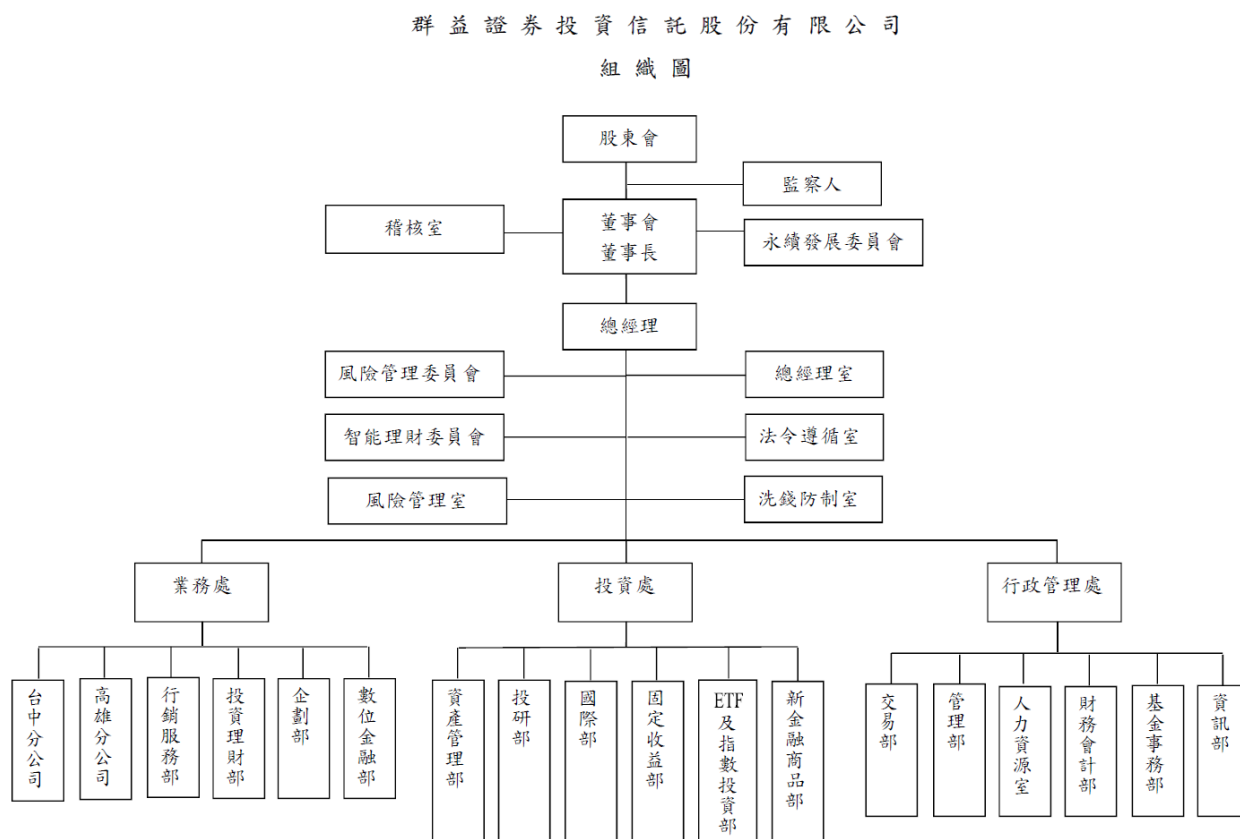 群益證券投資信託股份有限公司
組織圖
股東會
監察人
稽核室
董事會
董事長
永續發展委員會
總經理
風險管理委員會
總經理室
智能理財委員會
法令遵循室
風險管理室
洗錢防制室
業務處
投資處
行政管理處
台中分公司
高雄分公司
行銷服務部
投資理財部
企劃部
數位金融部
資產管理部
投研部
國際部
固定收益部
ETF及指數投資部
新金融商品部
交易部
管理部
人力資源室
財務會計部
基金事務部
資訊部